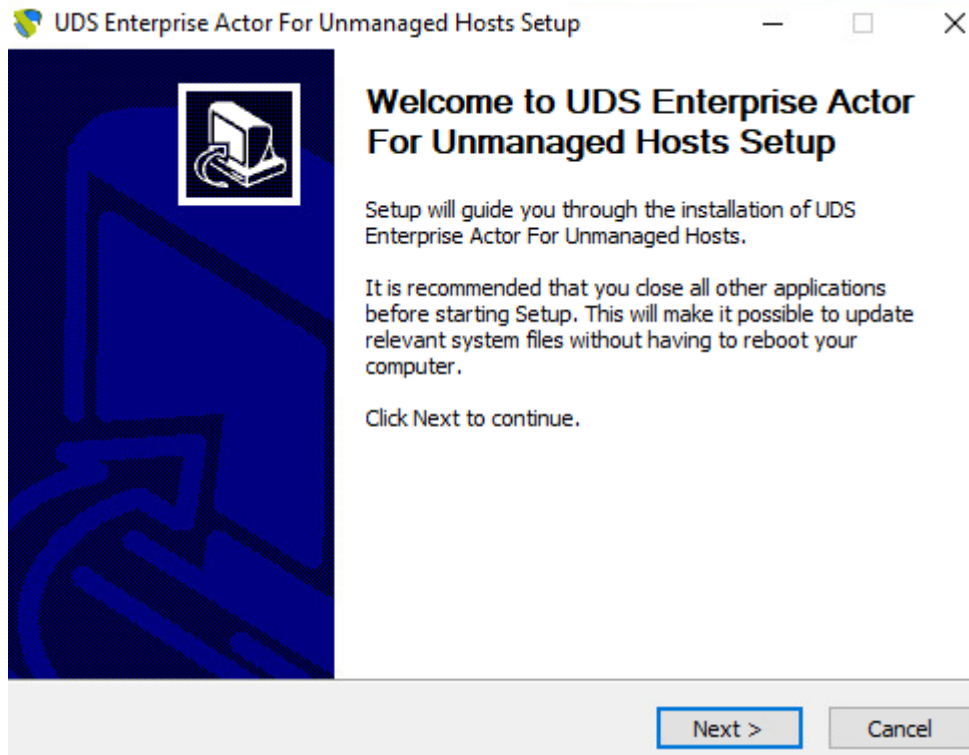 UDS Enterprise Actor For Unmanaged Hosts Setup
Welcome to UDS Enterprise Actor
For Unmanaged Hosts Setup
Setup will guide you through the installation of UDS
Enterprise Actor For Unmanaged Hosts.
It is recommended that you close all other applications
before starting Setup. This will make it possible to update
relevant system files without having to reboot your
computer.
Click Next to continue.
Next >
Cancel